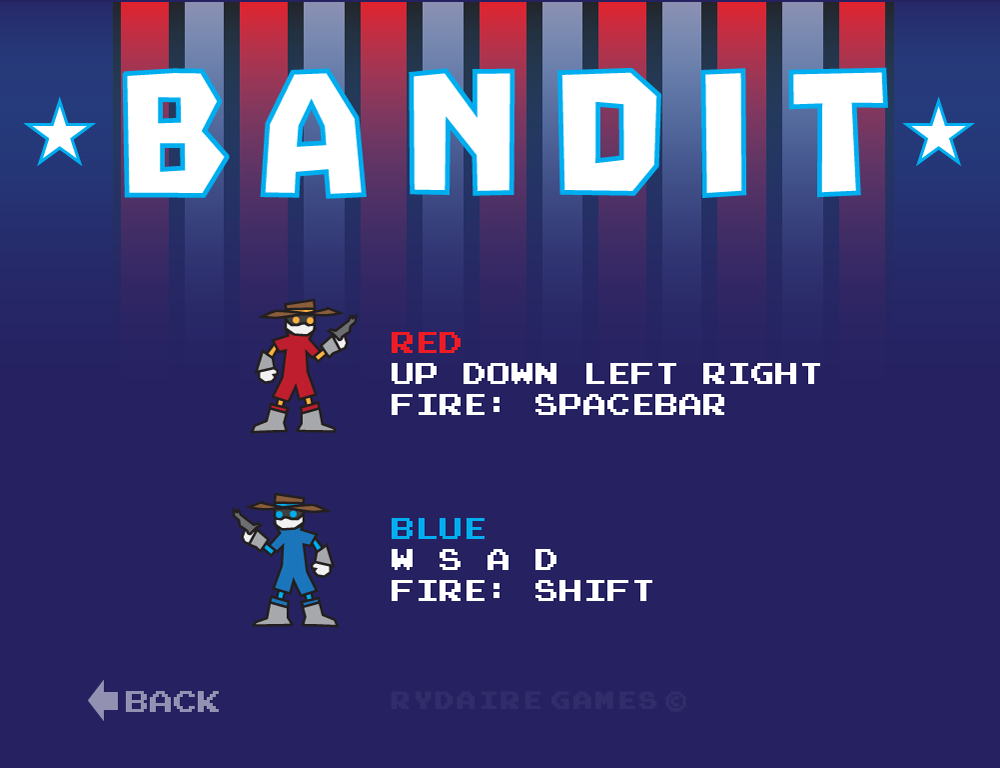 BANDIT
RED
UP DOWN LEFT RIGHT
FIRE: SPACEBAR
BLUE
W S A D
FIRE: SHIFT
BACK
RYDAIRE GAMES ©